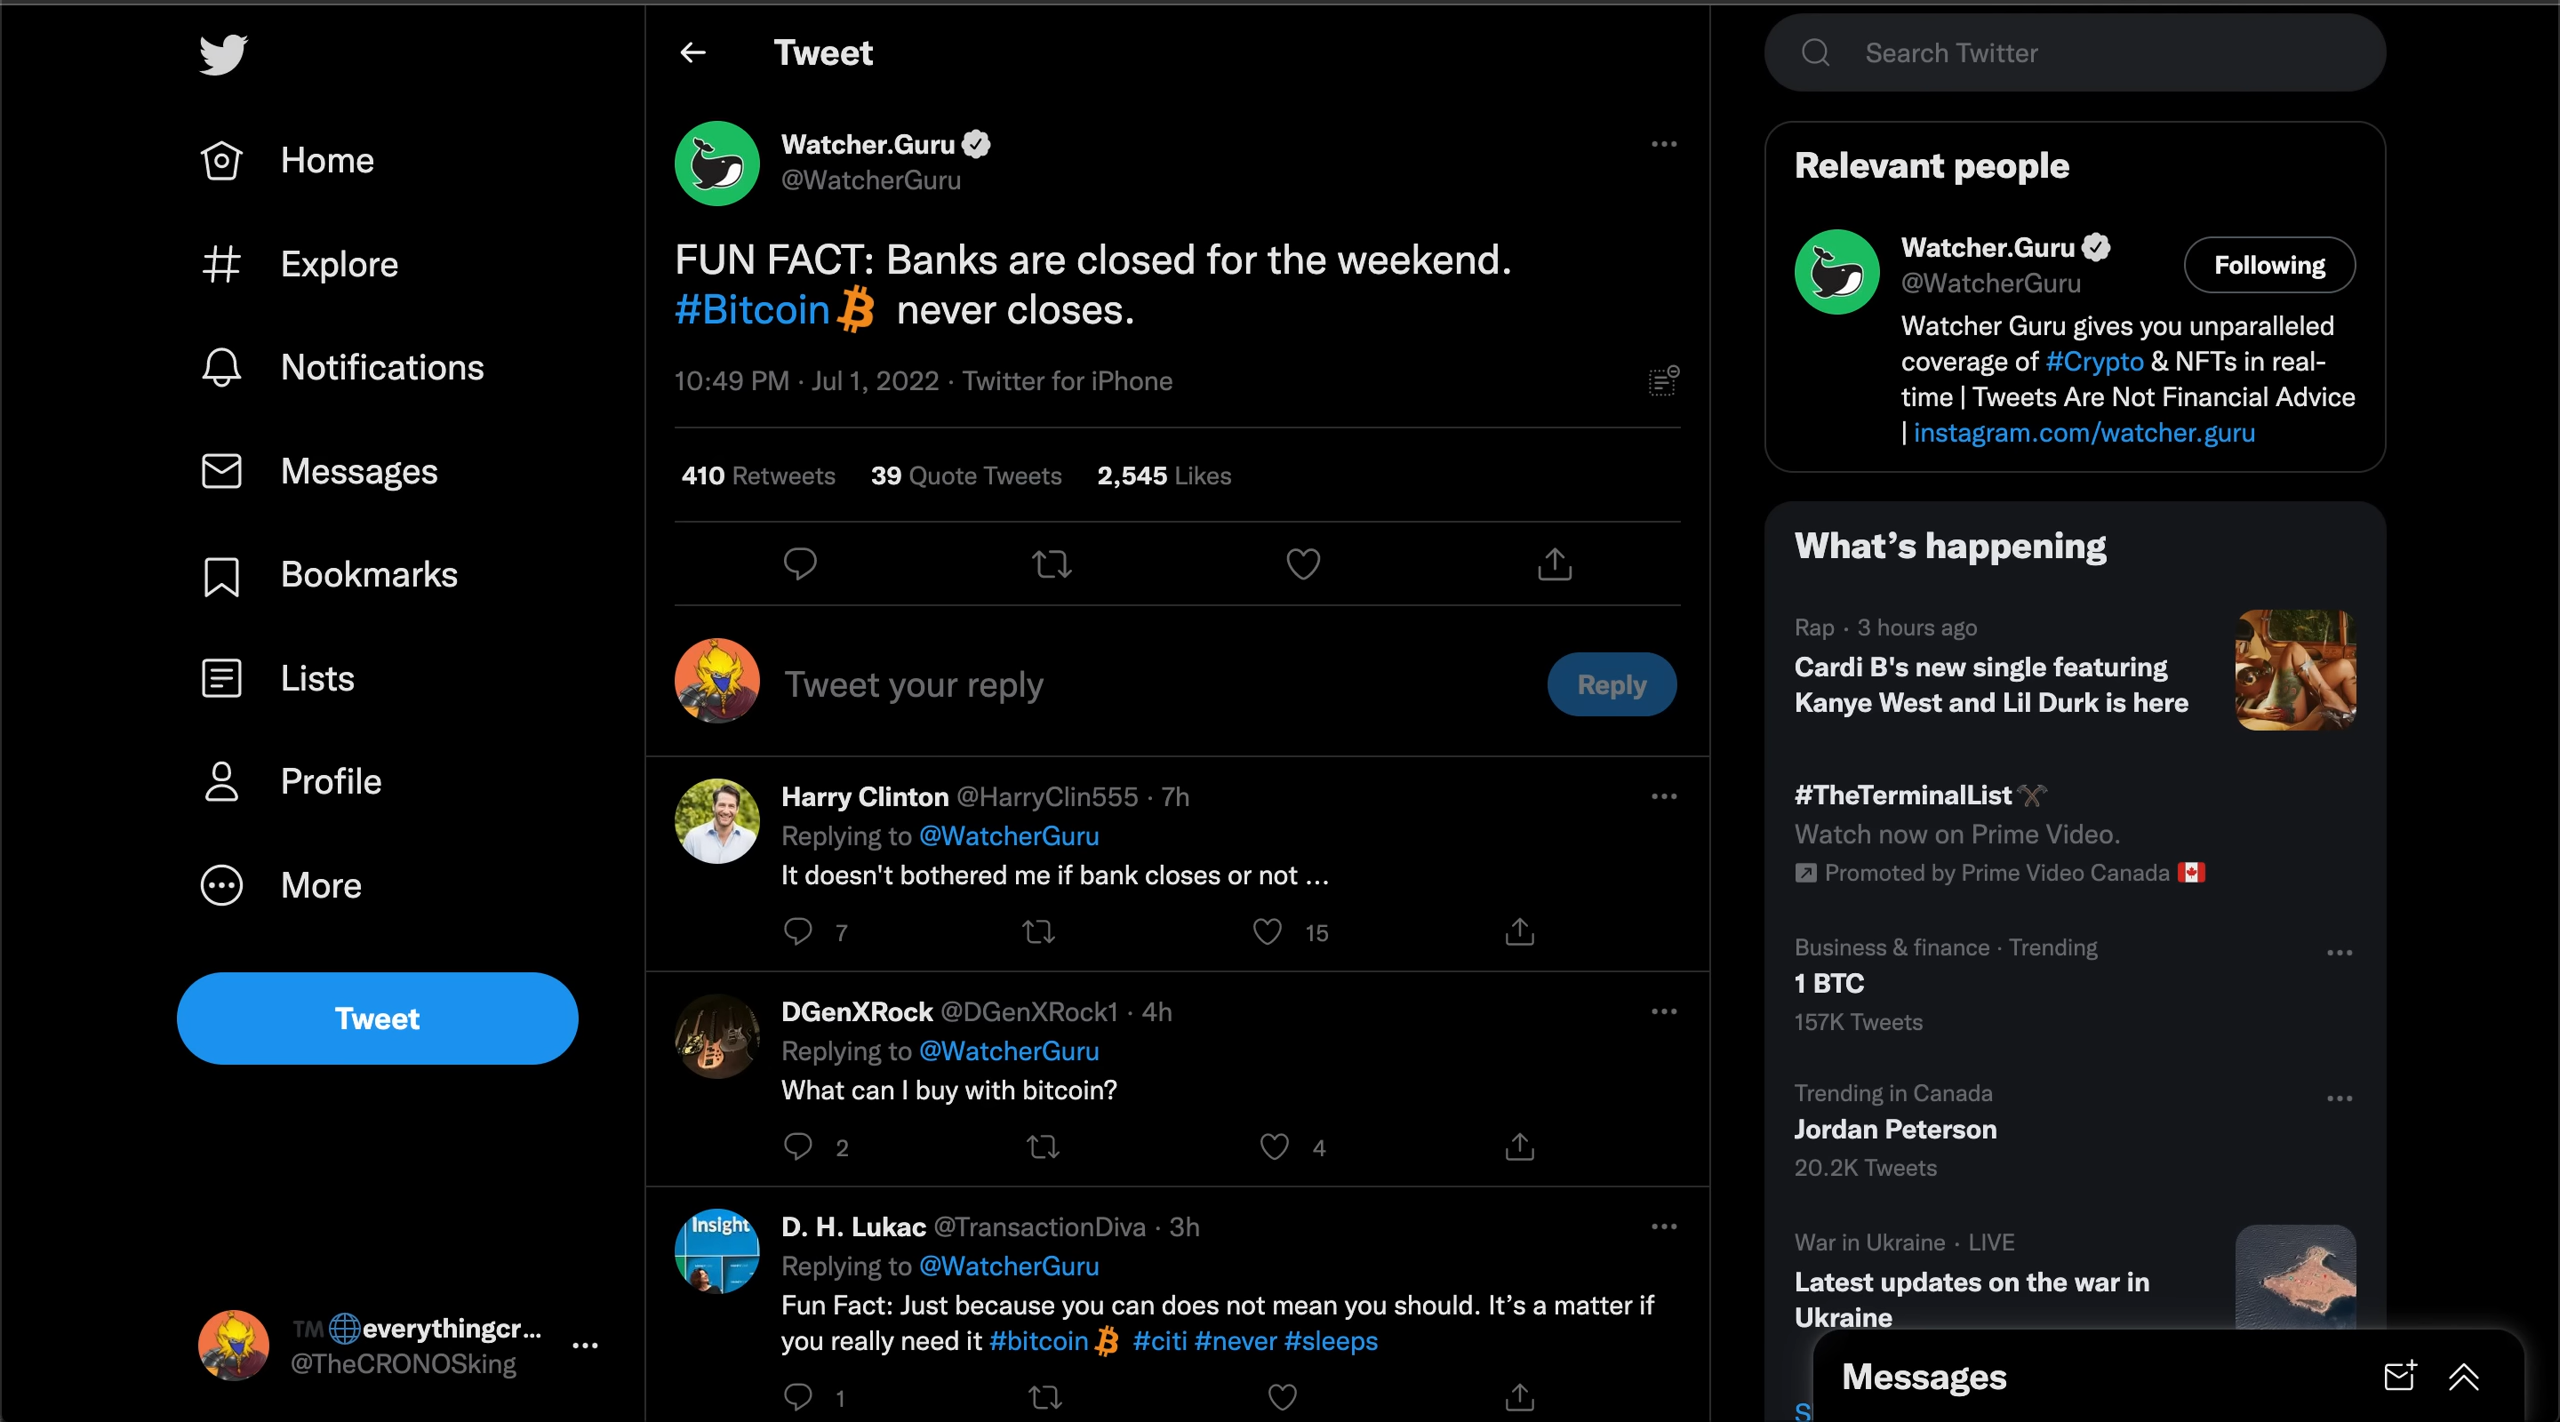 Home
Explore
Notifications
Messages
Bookmarks
Lists
Profile
More
Tweet
TM🌐everythingcr...
@TheCRONOSking
Tweet
Watcher.Guru
@WatcherGuru
FUN FACT: Banks are closed for the weekend.
#Bitcoin never closes.
10:49 PM · Jul 1, 2022 · Twitter for iPhone
410 Retweets 39 Quote Tweets 2,545 Likes
Tweet your reply
Reply
Harry Clinton @HarryClin555 · 7h
Replying to @WatcherGuru
It doesn't bothered me if bank closes or not ...
7 15
DGenXRock @DGenXRock1 · 4h
Replying to @WatcherGuru
What can I buy with bitcoin?
2 4
Insight
D. H. Lukac @TransactionDiva · 3h
Replying to @WatcherGuru
Fun Fact: Just because you can does not mean you should. It’s a matter if
you really need it #bitcoin #citi #never #sleeps
1
Search Twitter
Relevant people
Watcher.Guru
@WatcherGuru
Following
Watcher Guru gives you unparalleled
coverage of #Crypto & NFTs in real-
time | Tweets Are Not Financial Advice
| instagram.com/watcher.guru
What’s happening
Rap · 3 hours ago
Cardi B's new single featuring
Kanye West and Lil Durk is here
#TheTerminalList
Watch now on Prime Video.
Promoted by Prime Video Canada 🇨🇦
Business & finance · Trending
1 BTC
157K Tweets
Trending in Canada
Jordan Peterson
20.2K Tweets
War in Ukraine · LIVE
Latest updates on the war in
Ukraine
Messages